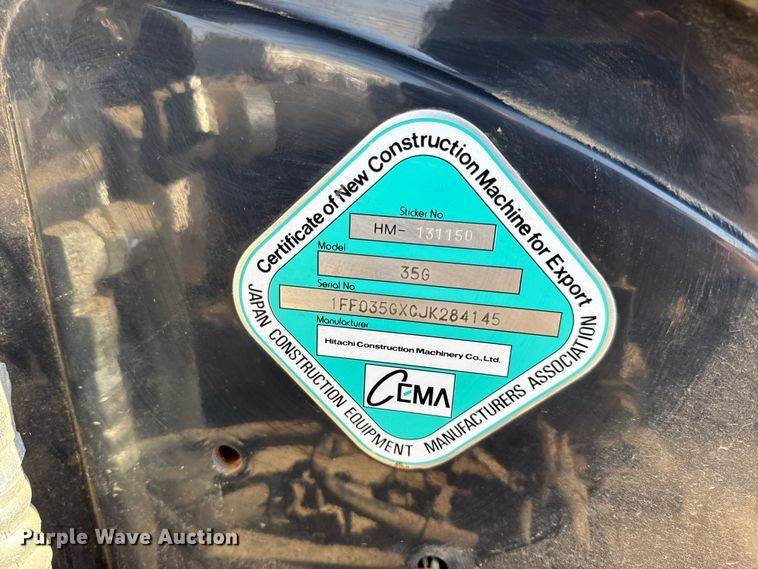 Certificate of New Construction Machine for Export
Sticker No.
HM- 131150
Model
35G
Serial No.
1FF035GXCJK284145
Manufacturer
Hitachi Construction Machinery Co., Ltd.
CEMA
JAPAN CONSTRUCTION EQUIPMENT MANUFACTURERS ASSOCIATION
Purple Wave Auction